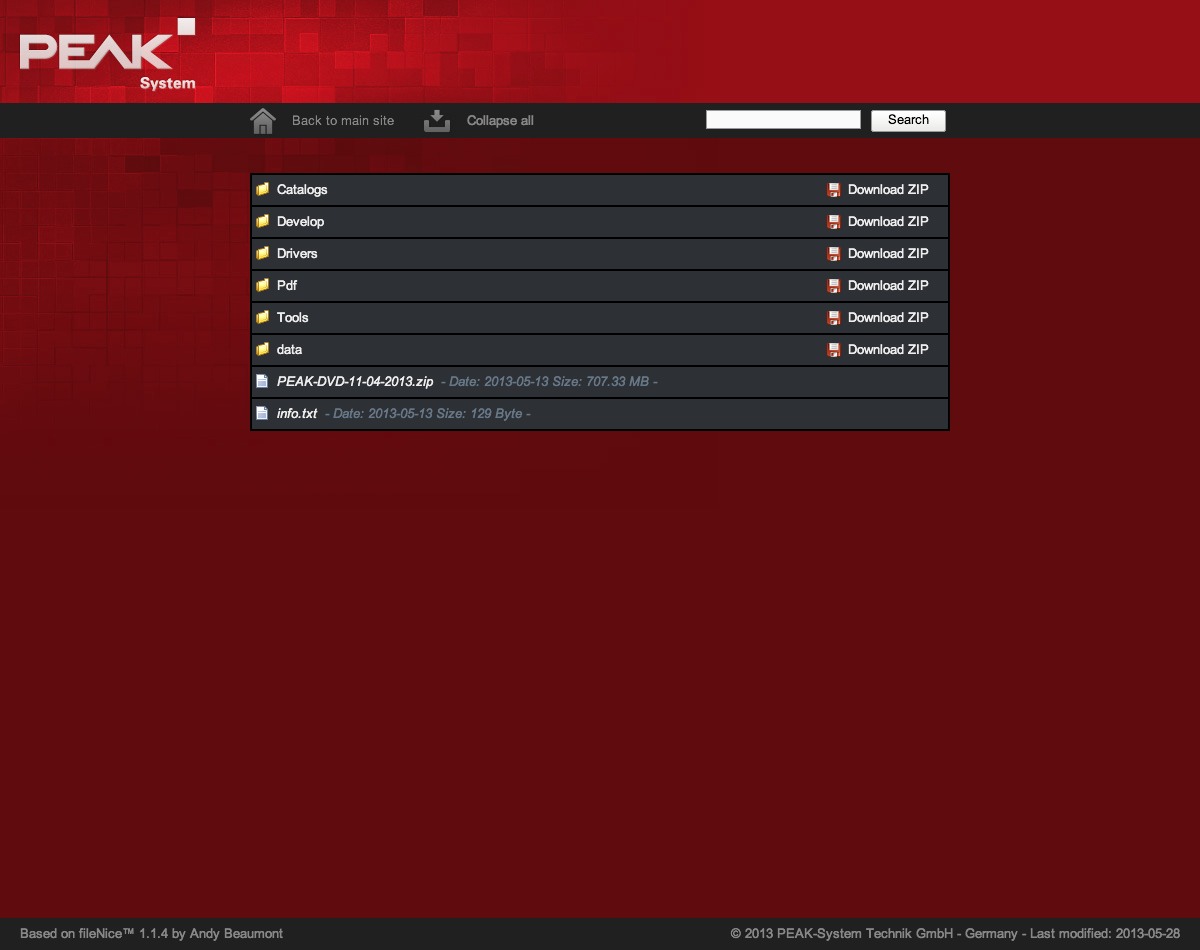 PEAK
System
Back to main site Collapse all Search
Catalogs Download ZIP
Develop Download ZIP
Drivers Download ZIP
Pdf Download ZIP
Tools Download ZIP
data Download ZIP
PEAK-DVD-11-04-2013.zip - Date: 2013-05-13 Size: 707.33 MB -
info.txt - Date: 2013-05-13 Size: 129 Byte -
Based on fileNice™ 1.1.4 by Andy Beaumont © 2013 PEAK-System Technik GmbH - Germany - Last modified: 2013-05-28